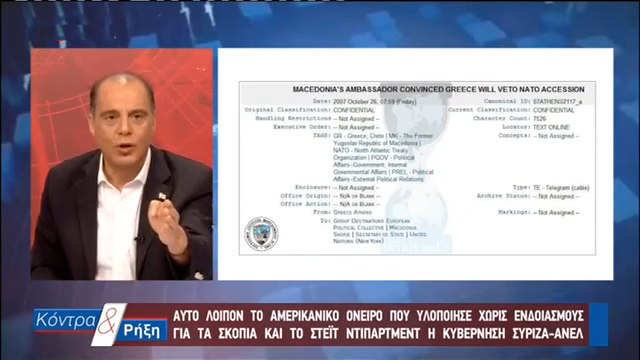 MACEDONIA'S AMBASSADOR CONVINCED GREECE WILL VETO NATO ACCESSION
Date: 2007 October 26, 07:59 (Friday) Canonical ID: 07ATHENS2117_a
Original Classification: CONFIDENTIAL Current Classification: CONFIDENTIAL
Handling Restrictions -- Not Assigned -- Character Count: 7526
Executive Order: -- Not Assigned -- Locator: TEXT ONLINE
TAGS: GR - Greece; Crete | MK - The Former Concepts: -- Not Assigned --
Yugoslav Republic of Macedonia |
NATO - North Atlantic Treaty
Organization | PGOV - Political
Affairs--Government; Internal
Governmental Affairs | PREL - Political
Affairs--External Political Relations
Enclosure: -- Not Assigned -- Type: TE - Telegram (cable)
Office Origin: -- N/A or Blank -- Archive Status: -- Not Assigned --
Office Action: -- N/A or Blank --
From: Greece Athens Markings: -- Not Assigned --
To: Group Destinations European
Political Collective | Macedonia
Skopje | Secretary of State | United
Nations (New York)
Κόντρα & Ρήξη
ΑΥΤΟ ΛΟΙΠΟΝ ΤΟ ΑΜΕΡΙΚΑΝΙΚΟ ΟΝΕΙΡΟ ΠΟΥ ΥΛΟΠΟΙΗΣΕ ΧΩΡΙΣ ΕΝΔΟΙΑΣΜΟΥΣ
ΓΙΑ ΤΑ ΣΚΟΠΙΑ ΚΑΙ ΤΟ ΣΤΕΪΤ ΝΤΙΠΑΡΤΜΕΝΤ Η ΚΥΒΕΡΝΗΣΗ ΣΥΡΙΖΑ-ΑΝΕΛ